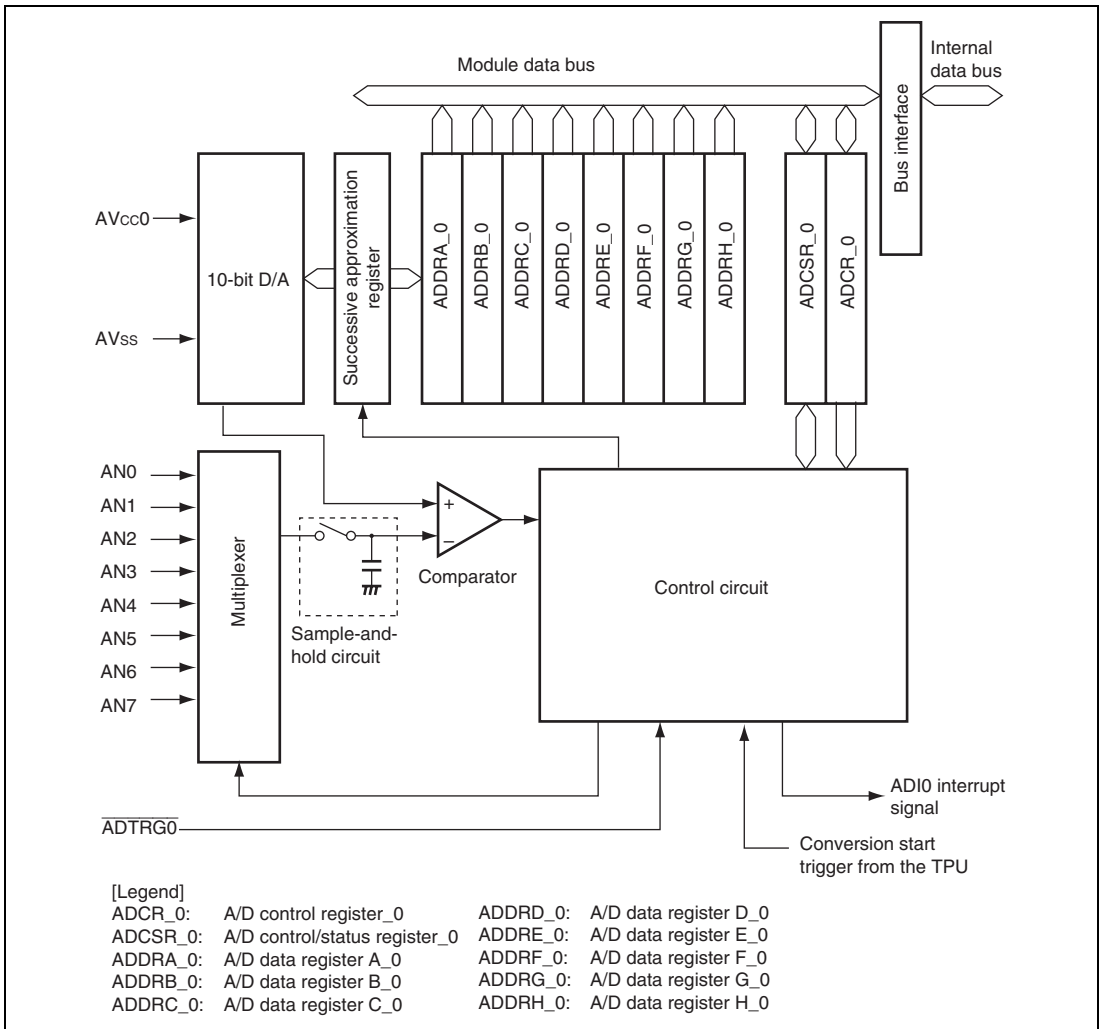 Module data bus
Internal
data bus
Bus interface
AVcc0
AVss
10-bit D/A
Successive approximation
register
ADDRA_0
ADDRB_0
ADDRC_0
ADDRD_0
ADDRE_0
ADDRF_0
ADDRG_0
ADDRH_0
ADCSR_0
ADCR_0
AN0
AN1
AN2
AN3
AN4
AN5
AN6
AN7
Multiplexer
+
−
Comparator
Sample-and-
hold circuit
Control circuit
ADI0 interrupt
signal
ADTRG0
Conversion start
trigger from the TPU
[Legend]
ADCR_0: A/D control register_0
ADCSR_0: A/D control/status register_0
ADDRA_0: A/D data register A_0
ADDRB_0: A/D data register B_0
ADDRC_0: A/D data register C_0
ADDRD_0: A/D data register D_0
ADDRE_0: A/D data register E_0
ADDRF_0: A/D data register F_0
ADDRG_0: A/D data register G_0
ADDRH_0: A/D data register H_0